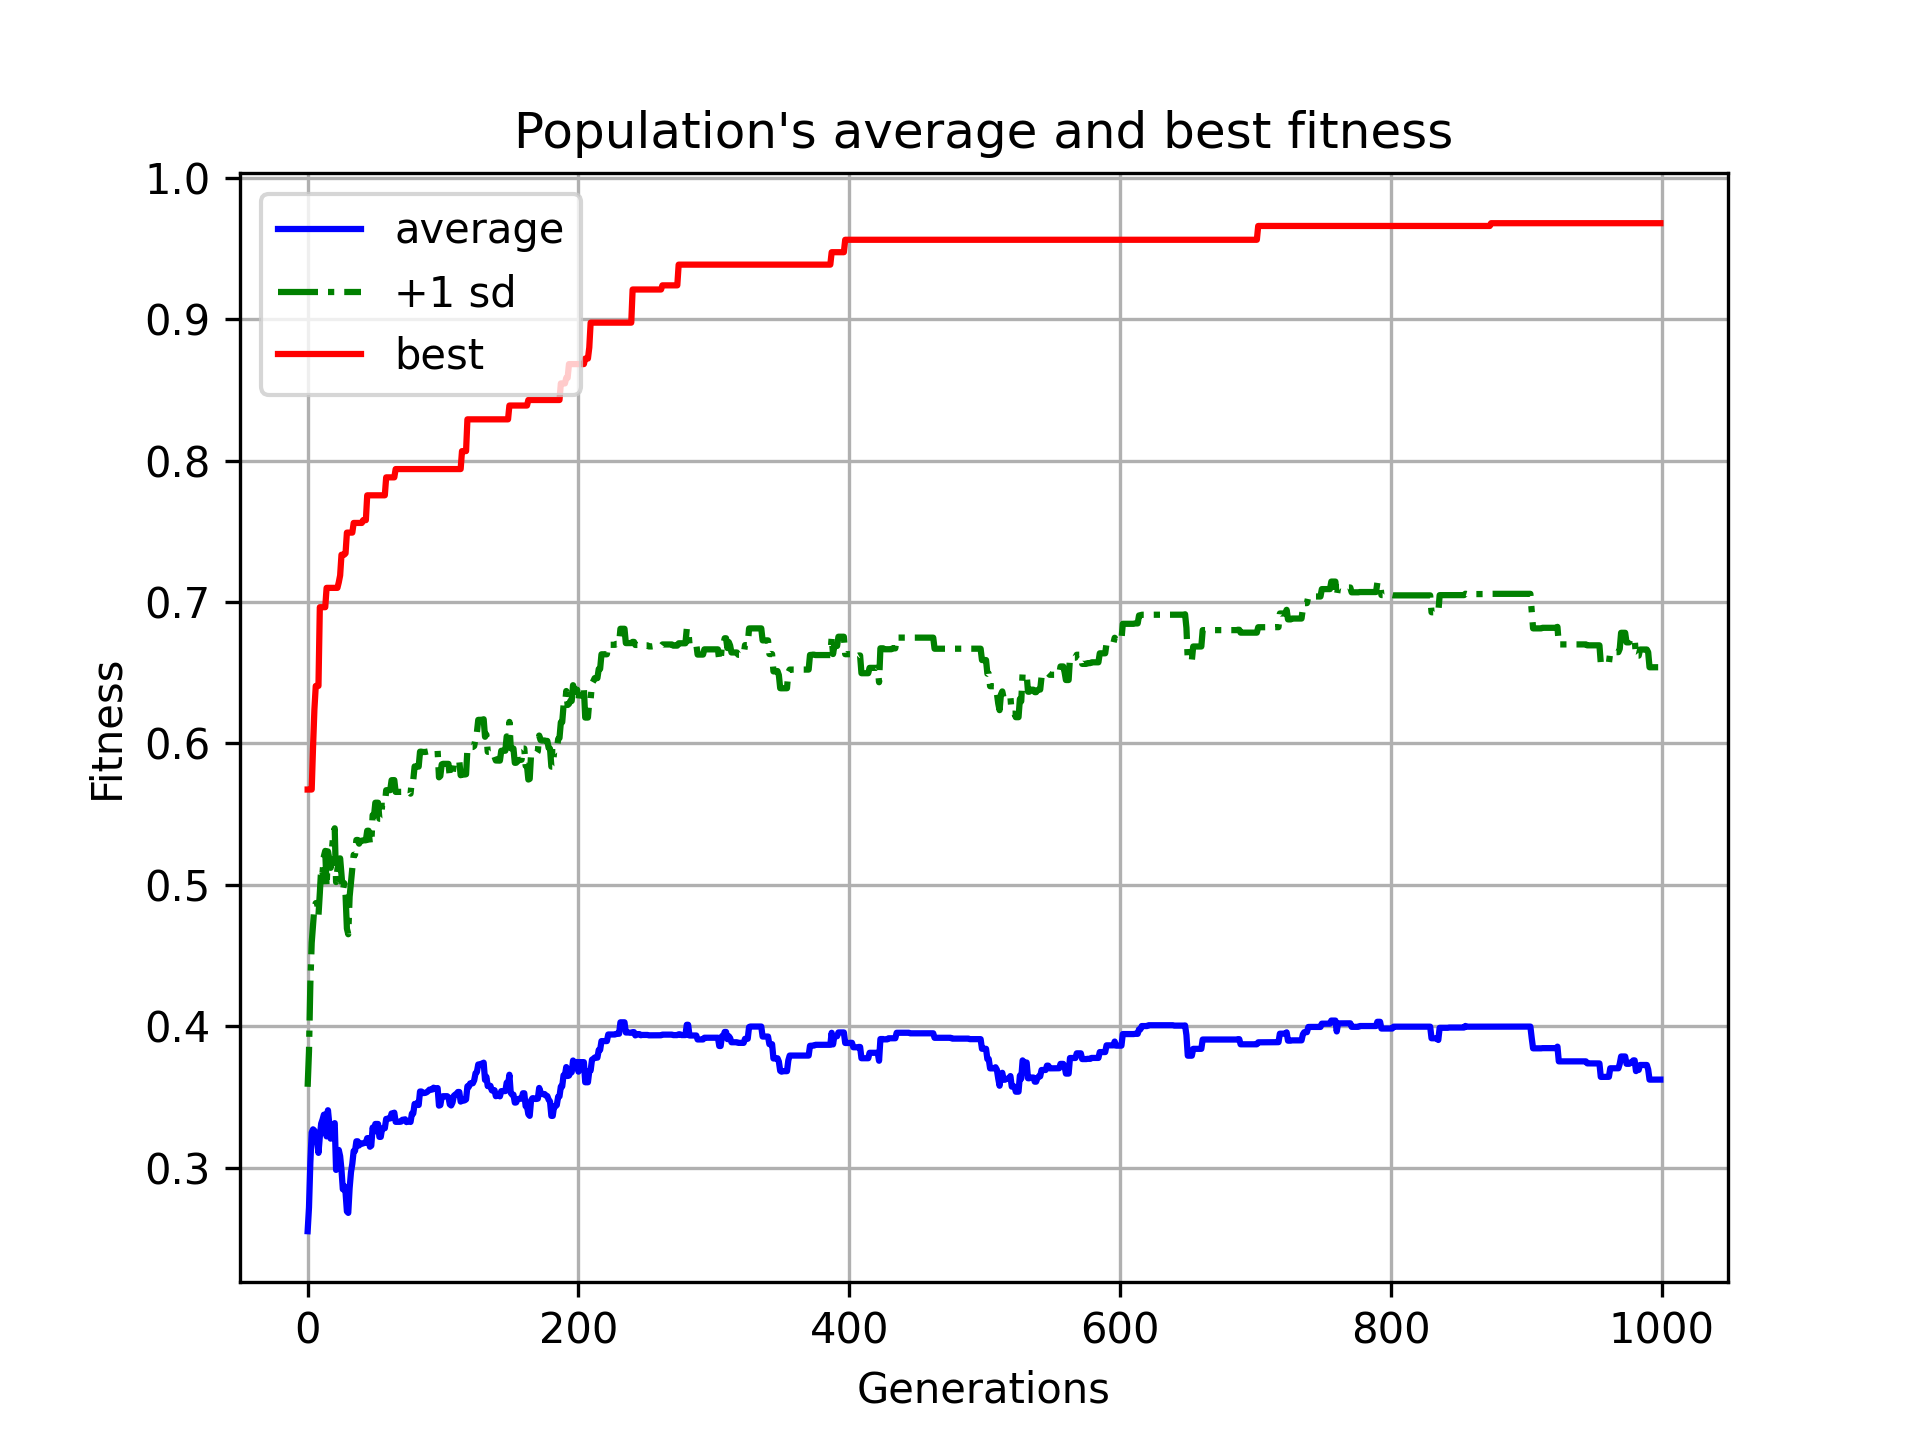 Population's average and best fitness
1.0
0.9
0.8
0.7
0.6
0.5
0.4
0.3
Fitness
average
+1 sd
best
0 200 400 600 800 1000
Generations